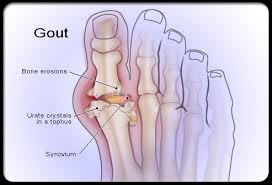 Gout
Bone erosions
Urate crystals
in a tophus
Synovium